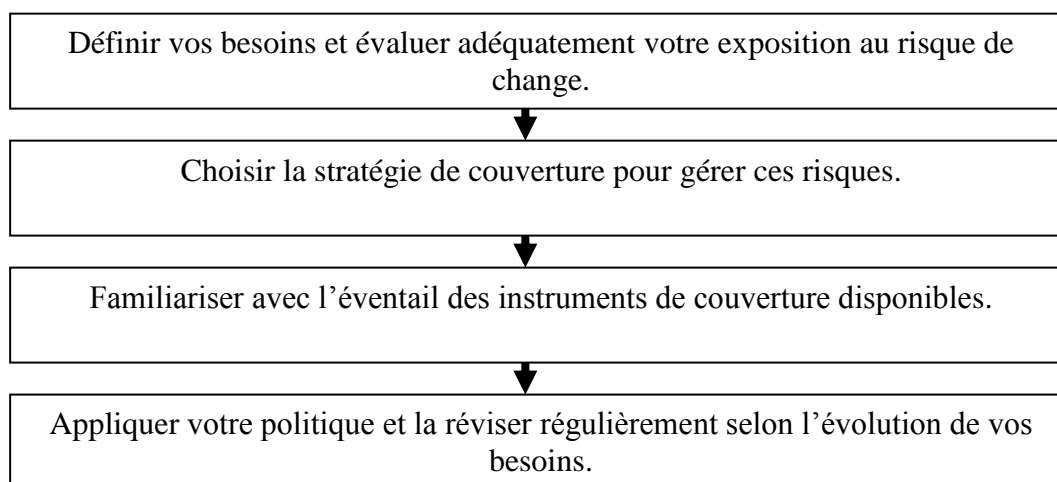 Définir vos besoins et évaluer adéquatement votre exposition au risque de
change.
Choisir la stratégie de couverture pour gérer ces risques.
Familiariser avec l’éventail des instruments de couverture disponibles.
Appliquer votre politique et la réviser régulièrement selon l’évolution de vos
besoins.